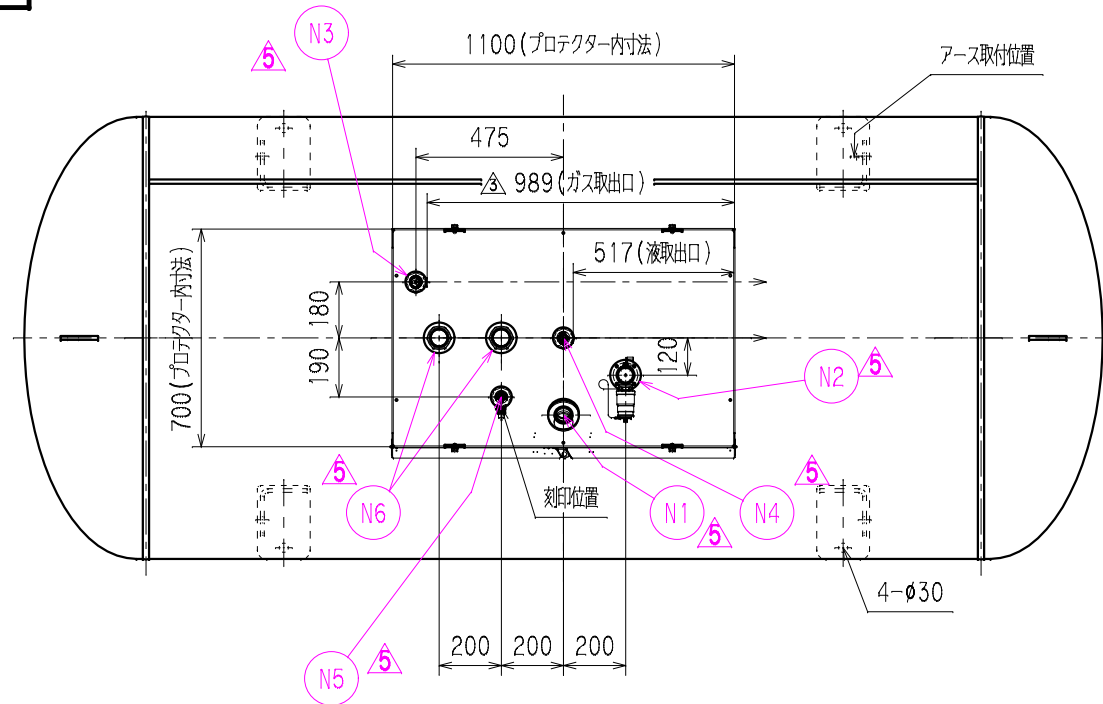 N3
5
1100(プロテクター内寸法)
アース取付位置
475
3 989(ガス取出口)
517(液取出口)
700(プロテクター内寸法)
180
190
120
N2
5
5
N6
刻印位置
N1
5
N4
5
4-ø30
200
200
200
N5
5